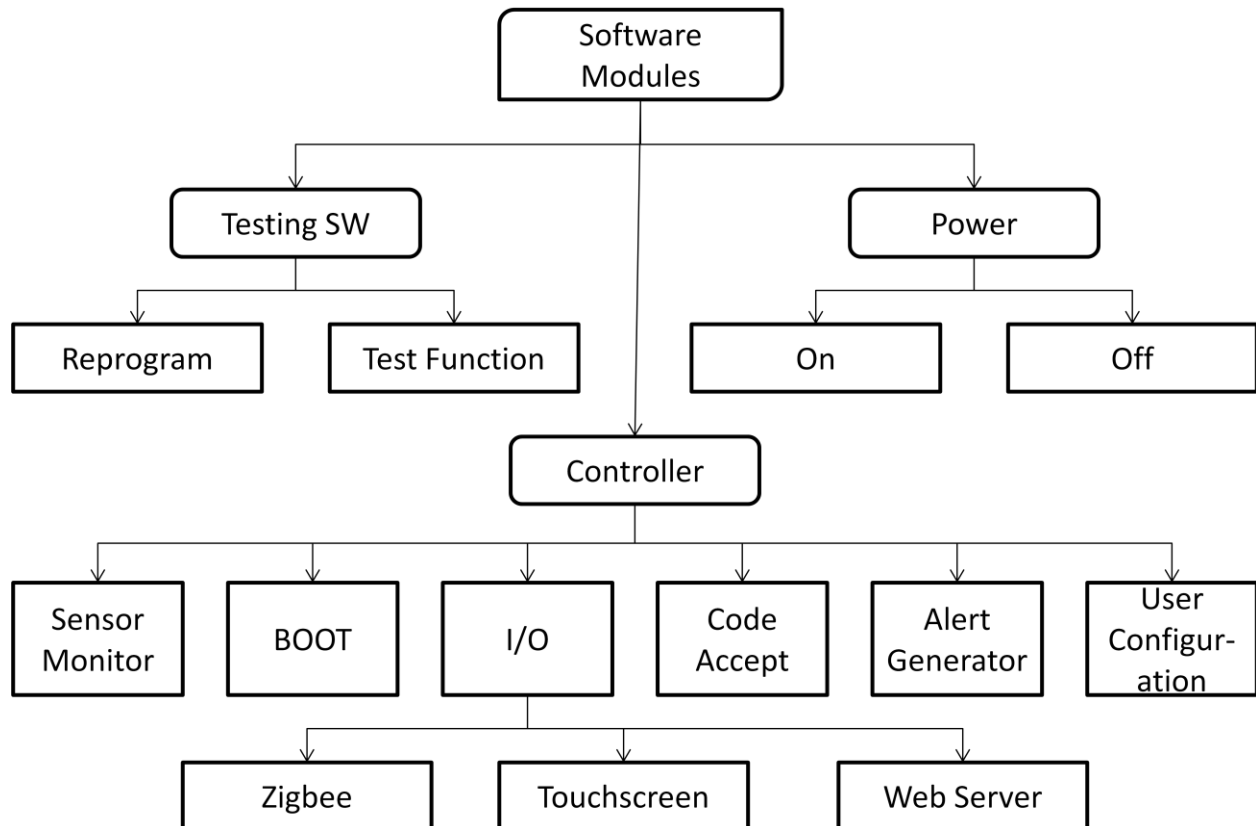 Software
Modules
Testing SW
Power
Reprogram
Test Function
On
Off
Controller
Sensor
Monitor
BOOT
I/O
Code
Accept
Alert
Generator
User
Configur-
ation
Zigbee
Touchscreen
Web Server